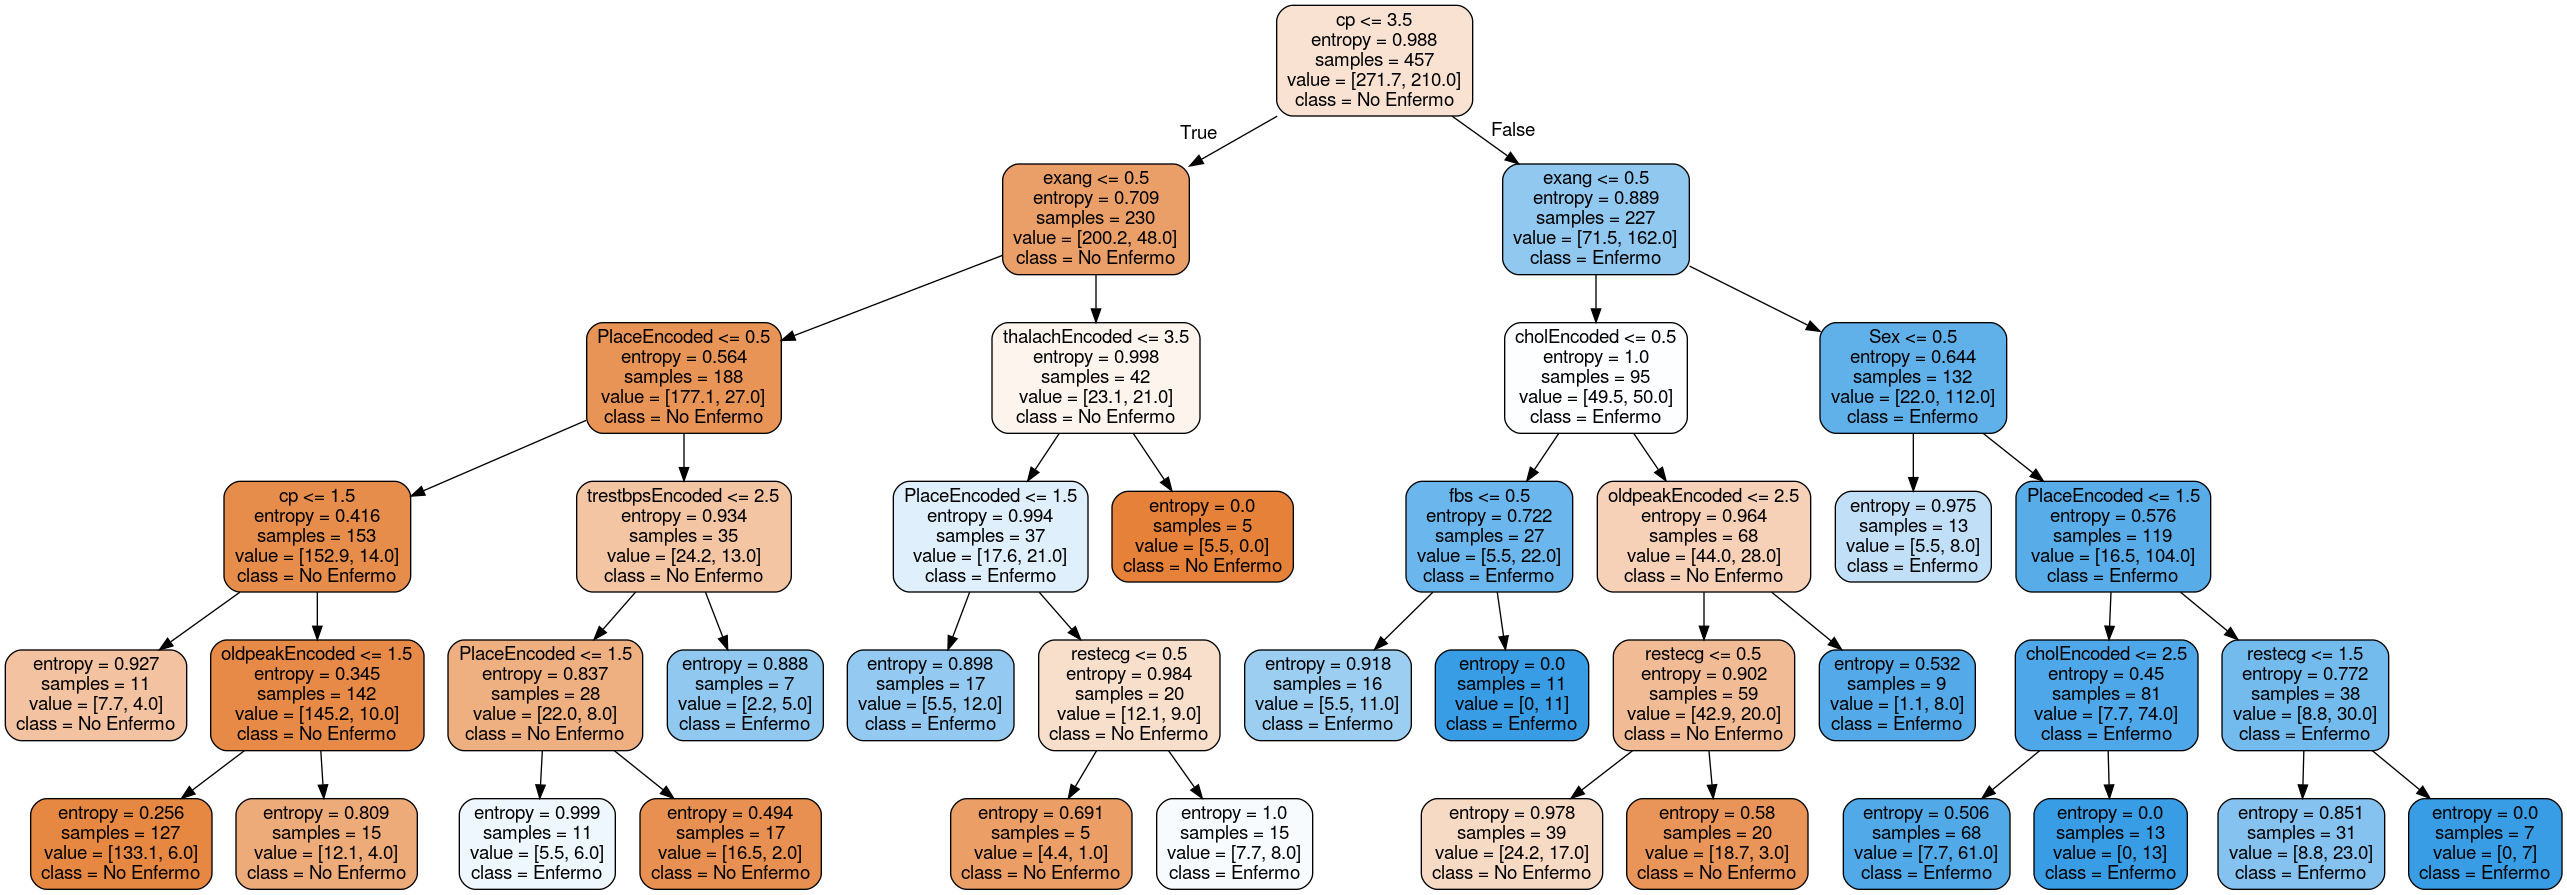 cp <= 3.5
entropy = 0.988
samples = 457
value = [271.7, 210.0]
class = No Enfermo
True
False
exang <= 0.5
entropy = 0.709
samples = 230
value = [200.2, 48.0]
class = No Enfermo
exang <= 0.5
entropy = 0.889
samples = 227
value = [71.5, 162.0]
class = Enfermo
PlaceEncoded <= 0.5
entropy = 0.564
samples = 188
value = [177.1, 27.0]
class = No Enfermo
thalachEncoded <= 3.5
entropy = 0.998
samples = 42
value = [23.1, 21.0]
class = No Enfermo
cholEncoded <= 0.5
entropy = 1.0
samples = 95
value = [49.5, 50.0]
class = Enfermo
Sex <= 0.5
entropy = 0.644
samples = 132
value = [22.0, 112.0]
class = Enfermo
cp <= 1.5
entropy = 0.416
samples = 153
value = [152.9, 14.0]
class = No Enfermo
trestbpsEncoded <= 2.5
entropy = 0.934
samples = 35
value = [24.2, 13.0]
class = No Enfermo
PlaceEncoded <= 1.5
entropy = 0.994
samples = 37
value = [17.6, 21.0]
class = Enfermo
entropy = 0.0
samples = 5
value = [5.5, 0.0]
class = No Enfermo
fbs <= 0.5
entropy = 0.722
samples = 27
value = [5.5, 22.0]
class = Enfermo
oldpeakEncoded <= 2.5
entropy = 0.964
samples = 68
value = [44.0, 28.0]
class = No Enfermo
entropy = 0.975
samples = 13
value = [5.5, 8.0]
class = Enfermo
PlaceEncoded <= 1.5
entropy = 0.576
samples = 119
value = [16.5, 104.0]
class = Enfermo
entropy = 0.927
samples = 11
value = [7.7, 4.0]
class = No Enfermo
oldpeakEncoded <= 1.5
entropy = 0.345
samples = 142
value = [145.2, 10.0]
class = No Enfermo
PlaceEncoded <= 1.5
entropy = 0.837
samples = 28
value = [22.0, 8.0]
class = No Enfermo
entropy = 0.888
samples = 7
value = [2.2, 5.0]
class = Enfermo
entropy = 0.898
samples = 17
value = [5.5, 12.0]
class = Enfermo
restecg <= 0.5
entropy = 0.984
samples = 20
value = [12.1, 9.0]
class = No Enfermo
entropy = 0.918
samples = 16
value = [5.5, 11.0]
class = Enfermo
entropy = 0.0
samples = 11
value = [0, 11]
class = Enfermo
restecg <= 0.5
entropy = 0.902
samples = 59
value = [42.9, 20.0]
class = No Enfermo
entropy = 0.532
samples = 9
value = [1.1, 8.0]
class = Enfermo
cholEncoded <= 2.5
entropy = 0.45
samples = 81
value = [7.7, 74.0]
class = Enfermo
restecg <= 1.5
entropy = 0.772
samples = 38
value = [8.8, 30.0]
class = Enfermo
entropy = 0.256
samples = 127
value = [133.1, 6.0]
class = No Enfermo
entropy = 0.809
samples = 15
value = [12.1, 4.0]
class = No Enfermo
entropy = 0.999
samples = 11
value = [5.5, 6.0]
class = Enfermo
entropy = 0.494
samples = 17
value = [16.5, 2.0]
class = No Enfermo
entropy = 0.691
samples = 5
value = [4.4, 1.0]
class = No Enfermo
entropy = 1.0
samples = 15
value = [7.7, 8.0]
class = Enfermo
entropy = 0.978
samples = 39
value = [24.2, 17.0]
class = No Enfermo
entropy = 0.58
samples = 20
value = [18.7, 3.0]
class = No Enfermo
entropy = 0.506
samples = 68
value = [7.7, 61.0]
class = Enfermo
entropy = 0.0
samples = 13
value = [0, 13]
class = Enfermo
entropy = 0.851
samples = 31
value = [8.8, 23.0]
class = Enfermo
entropy = 0.0
samples = 7
value = [0, 7]
class = Enfermo